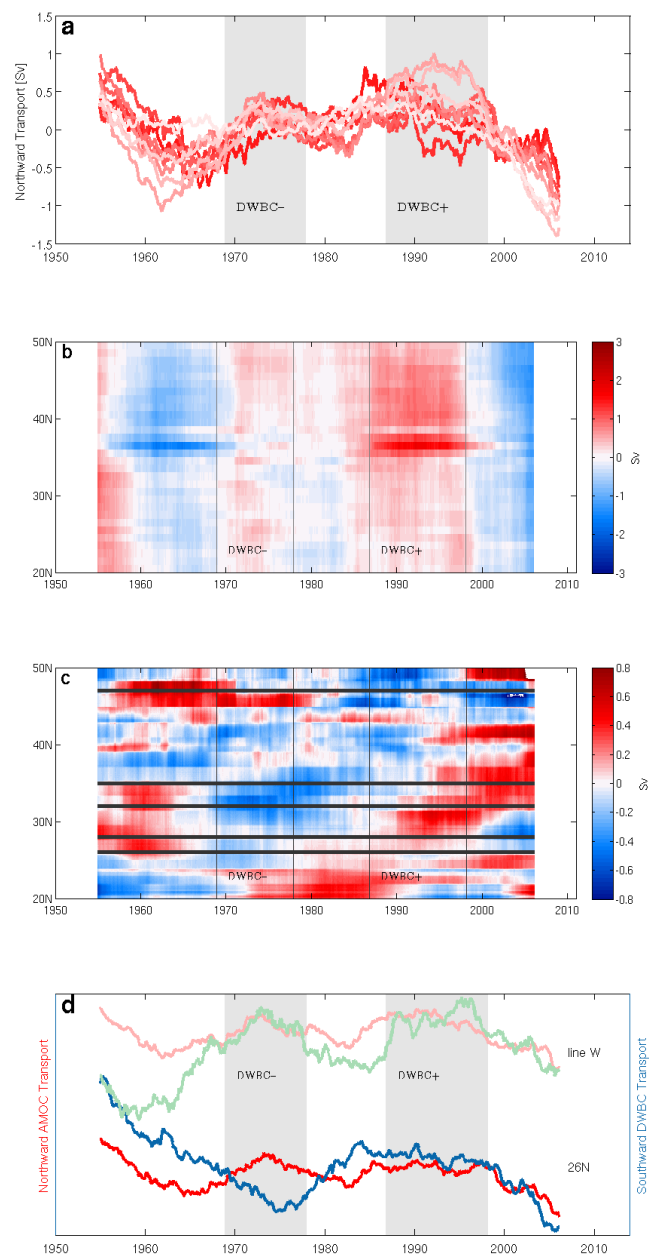 a
Northward Transport [Sv]
1.5
1
0.5
0
-0.5
-1
-1.5
DWBC−
DWBC+
1950 1960 1970 1980 1990 2000 2010
b
50N
40N
30N
20N
DWBC−
DWBC+
1950 1960 1970 1980 1990 2000 2010
3
2
1
0
-1
-2
-3
Sv
c
50N
40N
30N
20N
DWBC−
DWBC+
1950 1960 1970 1980 1990 2000 2010
0.8
0.6
0.4
0.2
0
-0.2
-0.4
-0.6
-0.8
Sv
d
Northward AMOC Transport
DWBC−
DWBC+
line W
26N
Southward DWBC Transport
1950 1960 1970 1980 1990 2000 2010